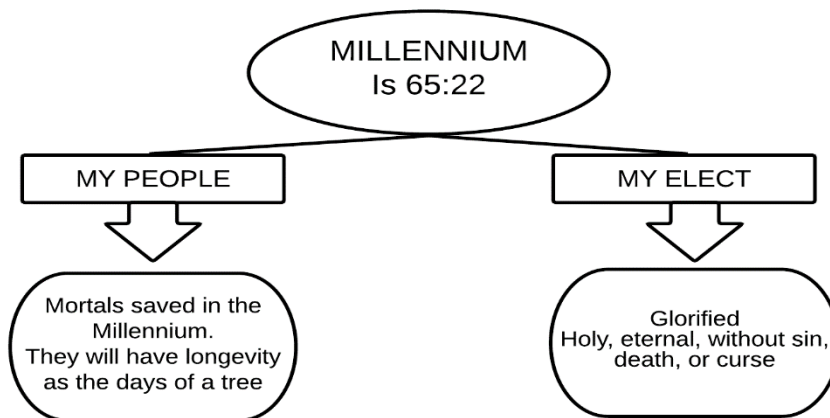 MILLENNIUM
Is 65:22
MY PEOPLE
MY ELECT
Mortals saved in the
Millennium.
They will have longevity
as the days of a tree
Glorified
Holy, eternal, without sin,
death, or curse